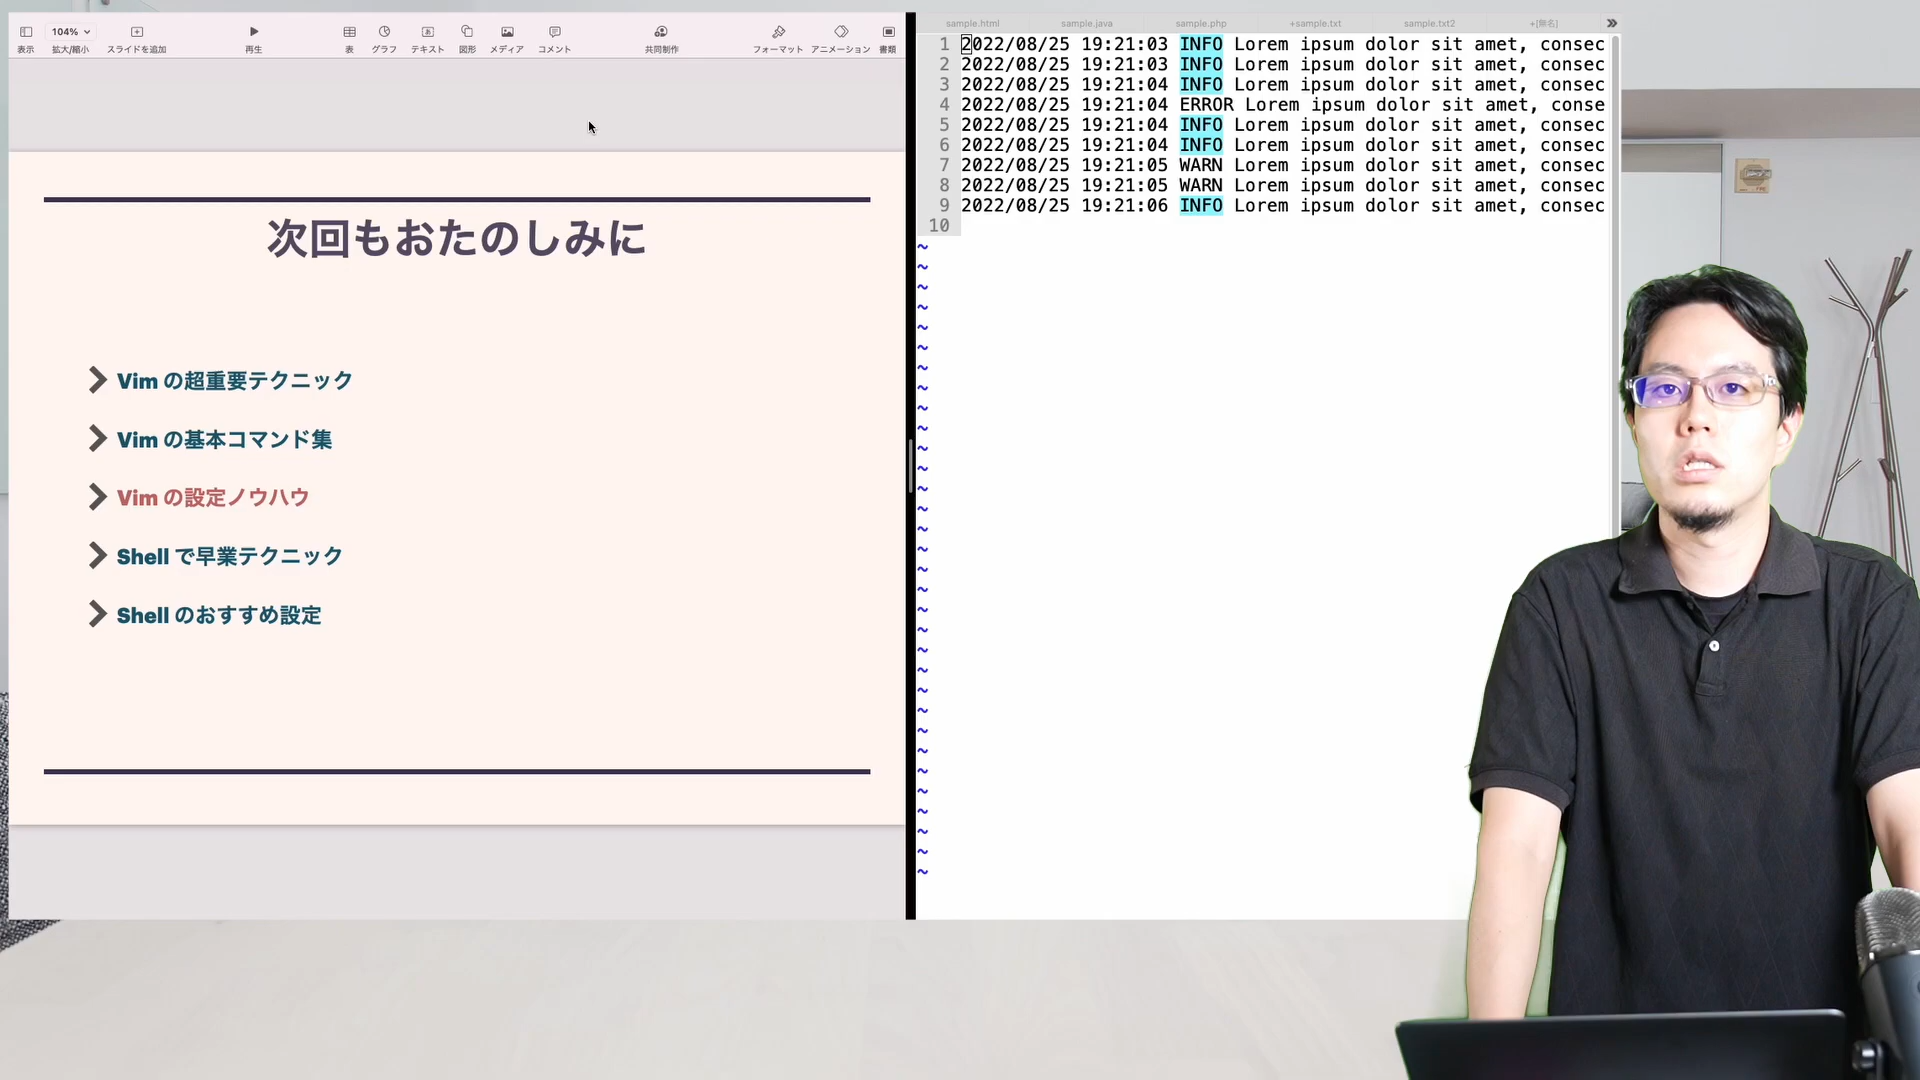 104%
表示
拡大/縮小
スライドを追加
再生
表
グラフ
テキスト
図形
メディア
コメント
共同制作
フォーマット
アニメーション
書類
次回もおたのしみに
Vim の超重要テクニック
Vim の基本コマンド集
Vim の設定ノウハウ
Shell で早業テクニック
Shell のおすすめ設定
sample.html sample.java sample.php +sample.txt sample.txt2 +[無名]
1 2022/08/25 19:21:03 INFO Lorem ipsum dolor sit amet, consec
2 2022/08/25 19:21:03 INFO Lorem ipsum dolor sit amet, consec
3 2022/08/25 19:21:04 INFO Lorem ipsum dolor sit amet, consec
4 2022/08/25 19:21:04 ERROR Lorem ipsum dolor sit amet, conse
5 2022/08/25 19:21:04 INFO Lorem ipsum dolor sit amet, consec
6 2022/08/25 19:21:04 INFO Lorem ipsum dolor sit amet, consec
7 2022/08/25 19:21:05 WARN Lorem ipsum dolor sit amet, consec
8 2022/08/25 19:21:05 WARN Lorem ipsum dolor sit amet, consec
9 2022/08/25 19:21:06 INFO Lorem ipsum dolor sit amet, consec
10